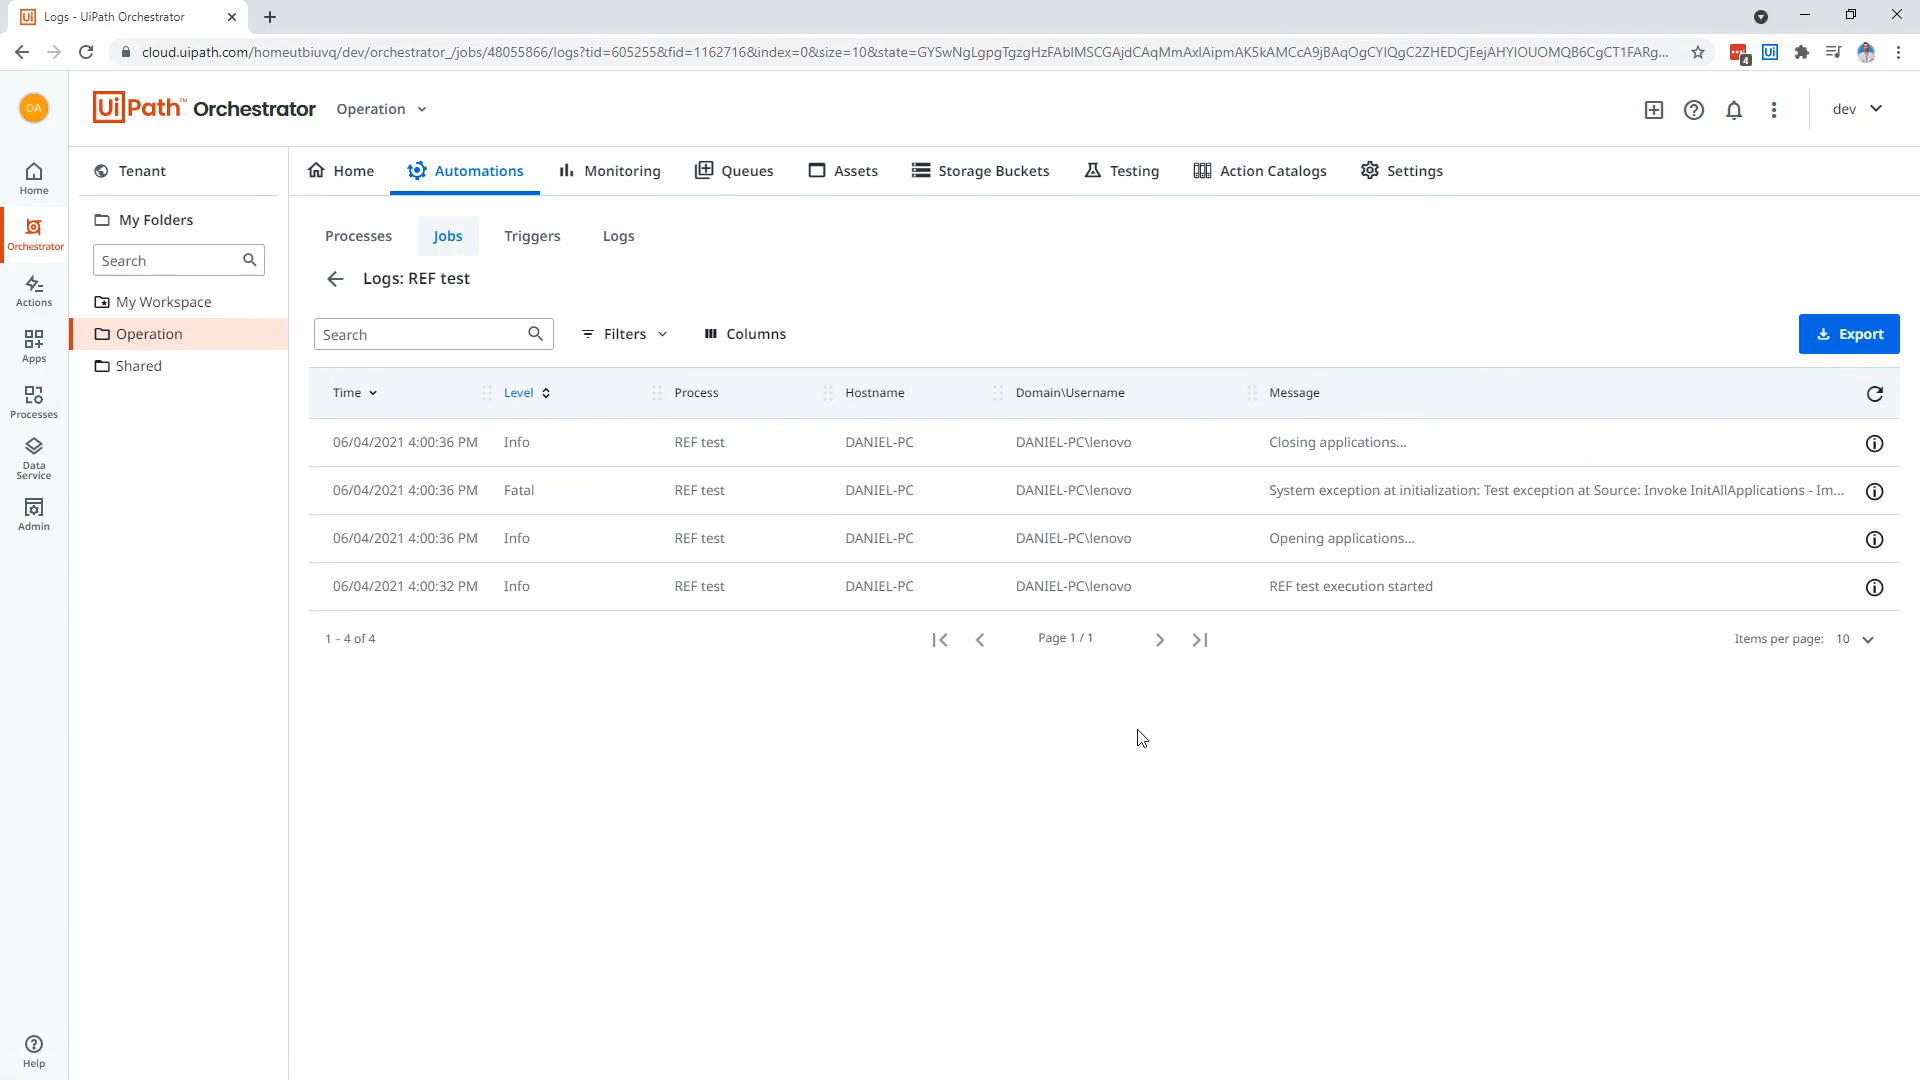 Logs - UiPath Orchestrator
cloud.uipath.com/homeutbiuvq/dev/orchestrator_/jobs/48055866/logs?tid=605255&fid=1162716&index=0&size=10&state=
4
Ui
DA
UiPath™ Orchestrator
Operation
dev
Home
Orchestrator
Actions
Apps
Processes
Data
Service
Admin
Help
Tenant
My Folders
Search
My Workspace
Operation
Shared
Home Automations Monitoring Queues Assets Storage Buckets Testing Action Catalogs Settings
Processes Jobs Triggers Logs
Logs: REF test
Search Filters Columns Export
Time Level Process Hostname Domain\Username Message
06/04/2021 4:00:36 PM Info REF test DANIEL-PC DANIEL-PC\lenovo Closing applications...
06/04/2021 4:00:36 PM Fatal REF test DANIEL-PC DANIEL-PC\lenovo System exception at initialization: Test exception at Source: Invoke InitAllApplications - Im...
06/04/2021 4:00:36 PM Info REF test DANIEL-PC DANIEL-PC\lenovo Opening applications...
06/04/2021 4:00:32 PM Info REF test DANIEL-PC DANIEL-PC\lenovo REF test execution started
1 - 4 of 4 Page 1 / 1 Items per page: 10